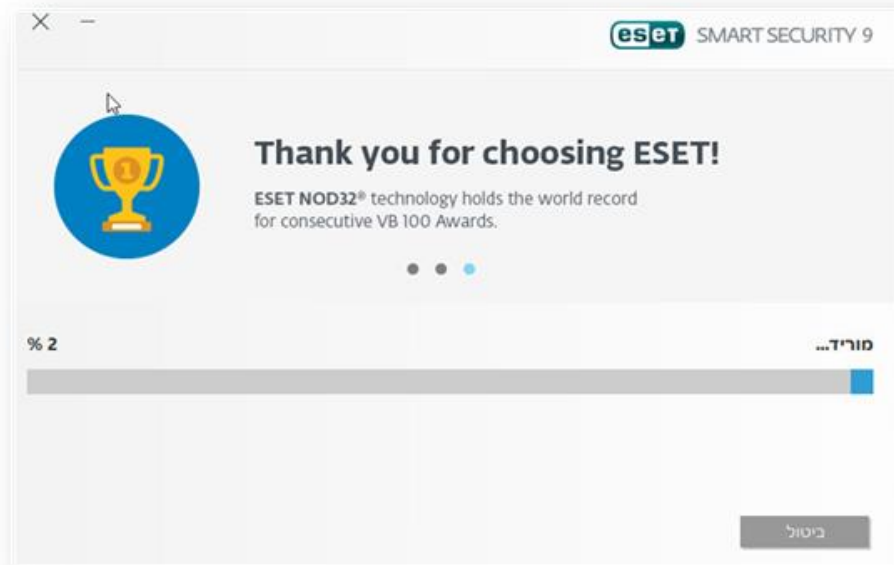 eset SMART SECURITY 9
1
Thank you for choosing ESET!
ESET NOD32® technology holds the world record
for consecutive VB 100 Awards.
מוריד...
% 2
ביטול